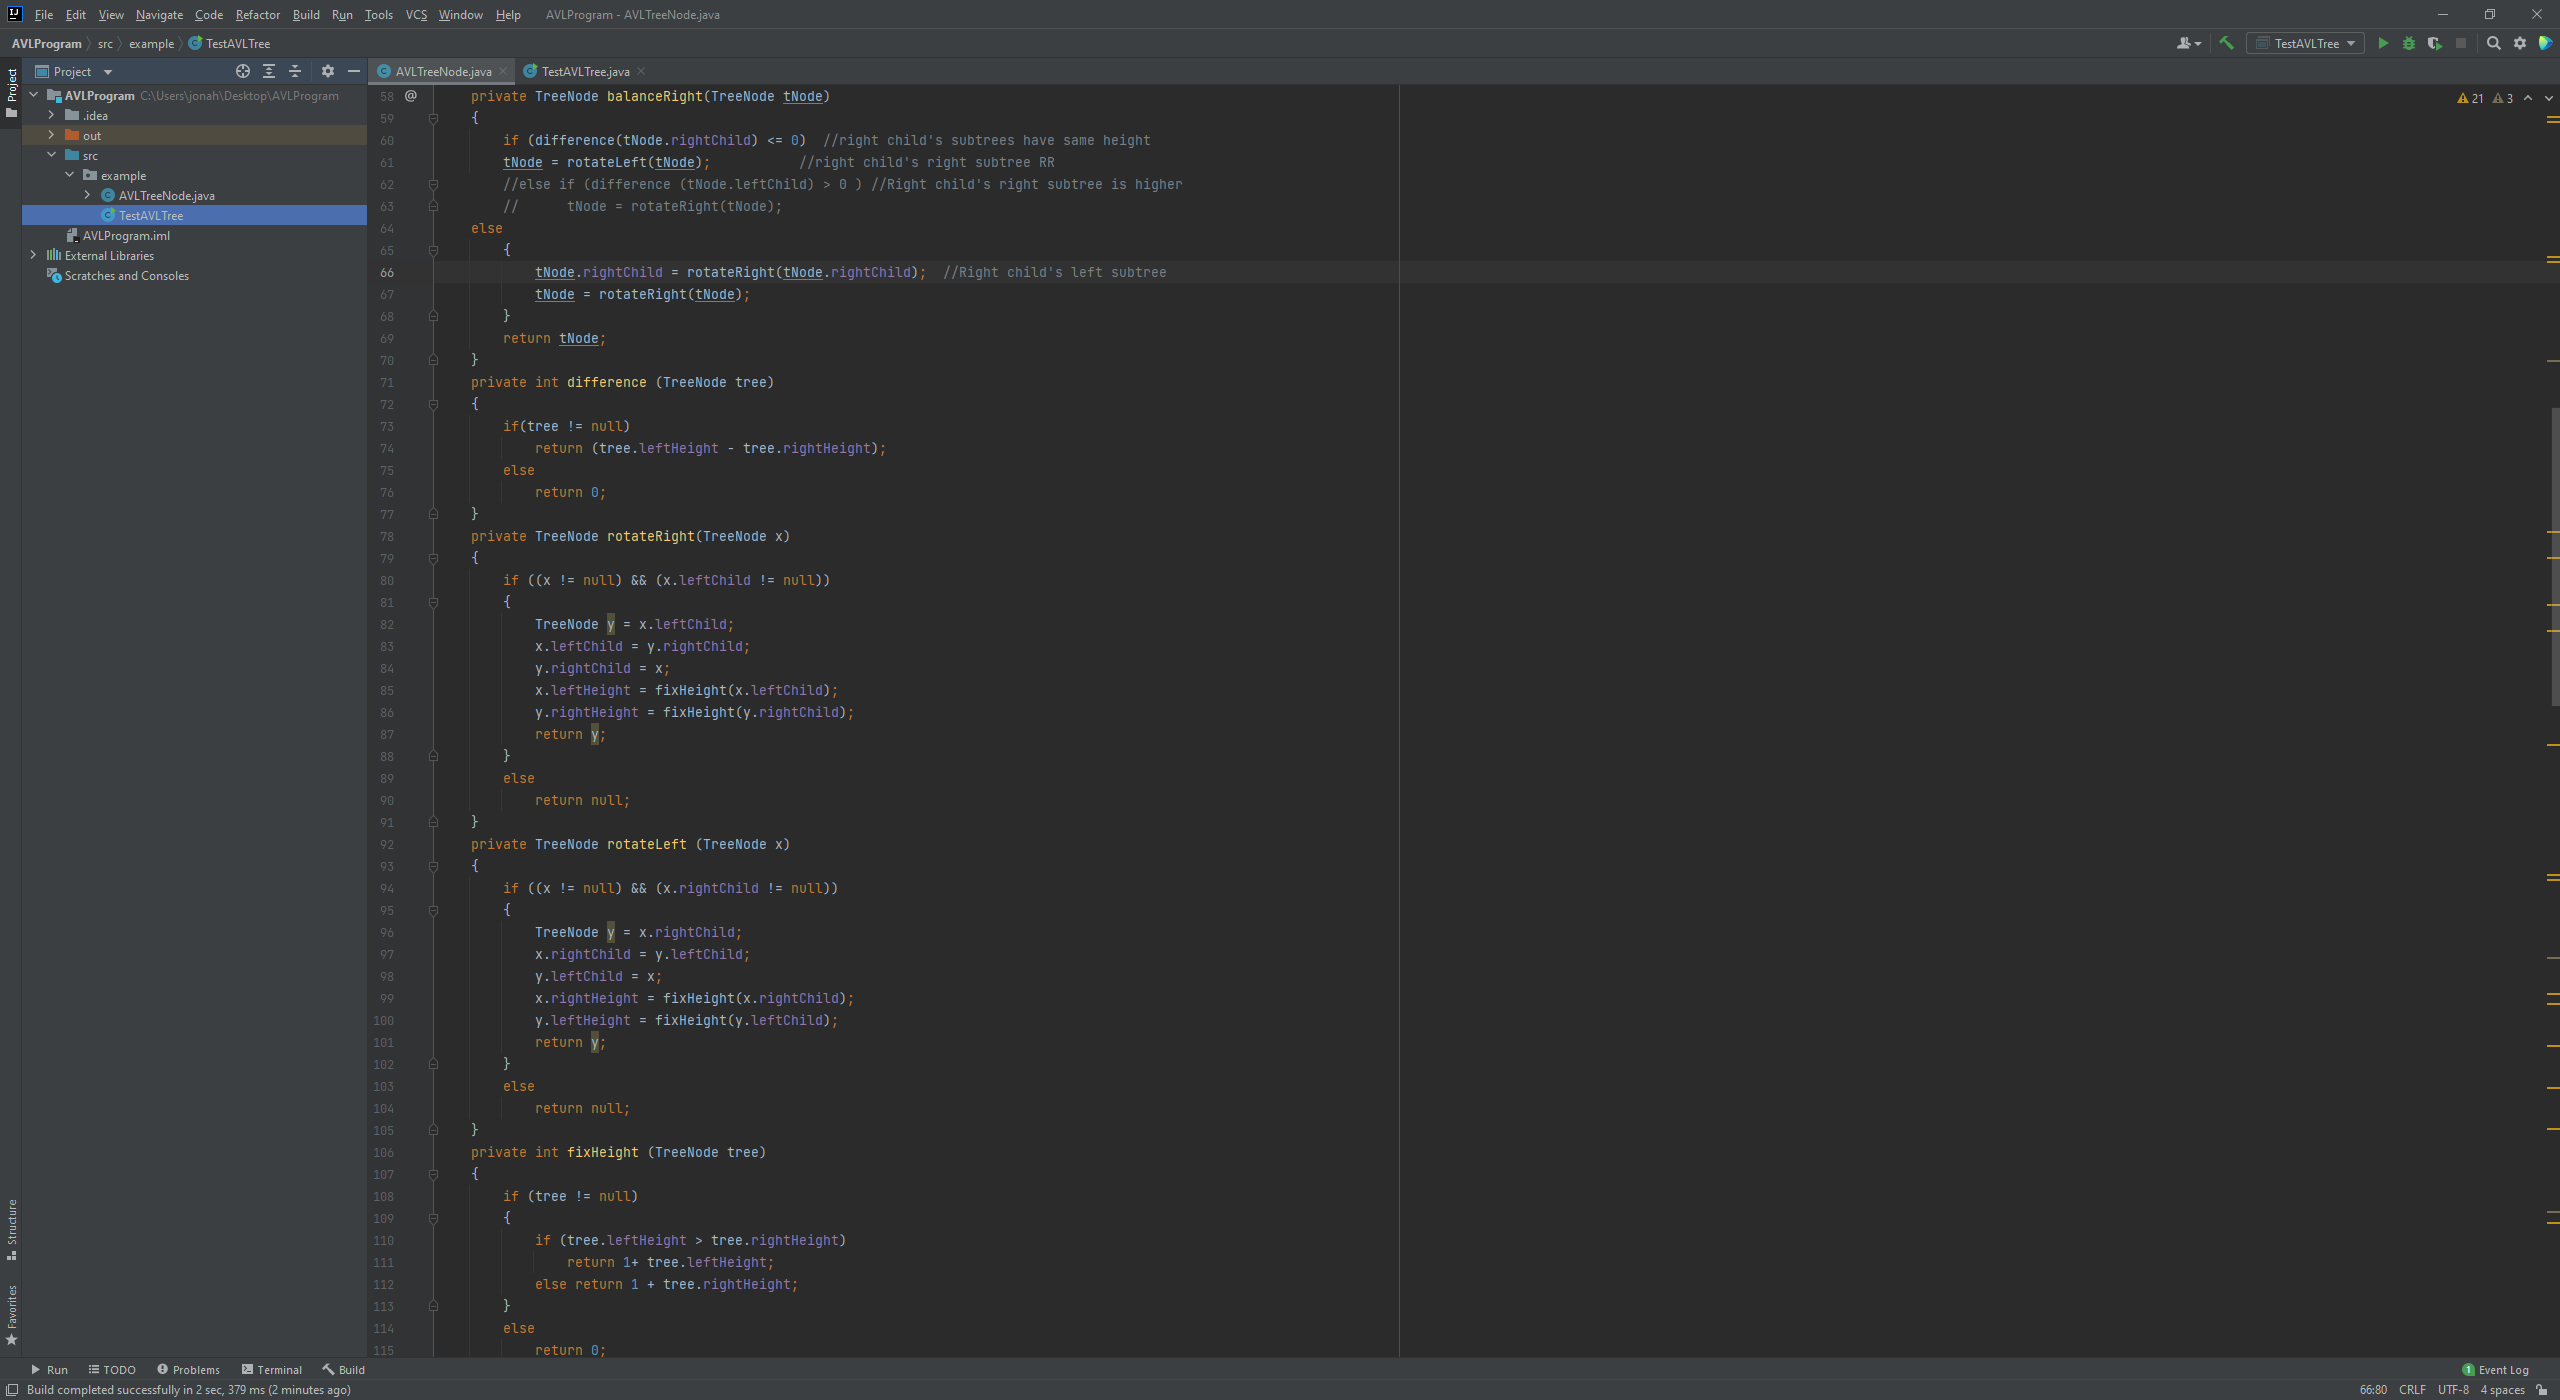 File Edit View Navigate Code Refactor Build Run Tools VCS Window Help AVLProgram - AVLTreeNode.java
AVLProgram src example TestAVLTree
TestAVLTree
Project
AVLTreeNode.java TestAVLTree.java
Project
AVLProgram C:\Users\jonah\Desktop\AVLProgram
.idea
out
src
example
AVLTreeNode.java
TestAVLTree
AVLProgram.iml
External Libraries
Scratches and Consoles
21 3
58 @ private TreeNode balanceRight(TreeNode tNode)
59 {
60 if (difference(tNode.rightChild) <= 0) //right child's subtrees have same height
61 tNode = rotateLeft(tNode); //right child's right subtree RR
62 //else if (difference (tNode.leftChild) > 0 ) //Right child's right subtree is higher
63 // tNode = rotateRight(tNode);
64 else
65 {
66 tNode.rightChild = rotateRight(tNode.rightChild); //Right child's left subtree
67 tNode = rotateRight(tNode);
68 }
69 return tNode;
70 }
71 private int difference (TreeNode tree)
72 {
73 if(tree != null)
74 return (tree.leftHeight - tree.rightHeight);
75 else
76 return 0;
77 }
78 private TreeNode rotateRight(TreeNode x)
79 {
80 if ((x != null) && (x.leftChild != null))
81 {
82 TreeNode y = x.leftChild;
83 x.leftChild = y.rightChild;
84 y.rightChild = x;
85 x.leftHeight = fixHeight(x.leftChild);
86 y.rightHeight = fixHeight(y.rightChild);
87 return y;
88 }
89 else
90 return null;
91 }
92 private TreeNode rotateLeft (TreeNode x)
93 {
94 if ((x != null) && (x.rightChild != null))
95 {
96 TreeNode y = x.rightChild;
97 x.rightChild = y.leftChild;
98 y.leftChild = x;
99 x.rightHeight = fixHeight(x.rightChild);
100 y.leftHeight = fixHeight(y.leftChild);
101 return y;
102 }
103 else
104 return null;
105 }
106 private int fixHeight (TreeNode tree)
107 {
108 if (tree != null)
109 {
110 if (tree.leftHeight > tree.rightHeight)
111 return 1+ tree.leftHeight;
112 else return 1 + tree.rightHeight;
113 }
114 else
115 return 0;
Structure
Favorites
Run TODO Problems Terminal Build
1 Event Log
Build completed successfully in 2 sec, 379 ms (2 minutes ago)
66:80 CRLF UTF-8 4 spaces